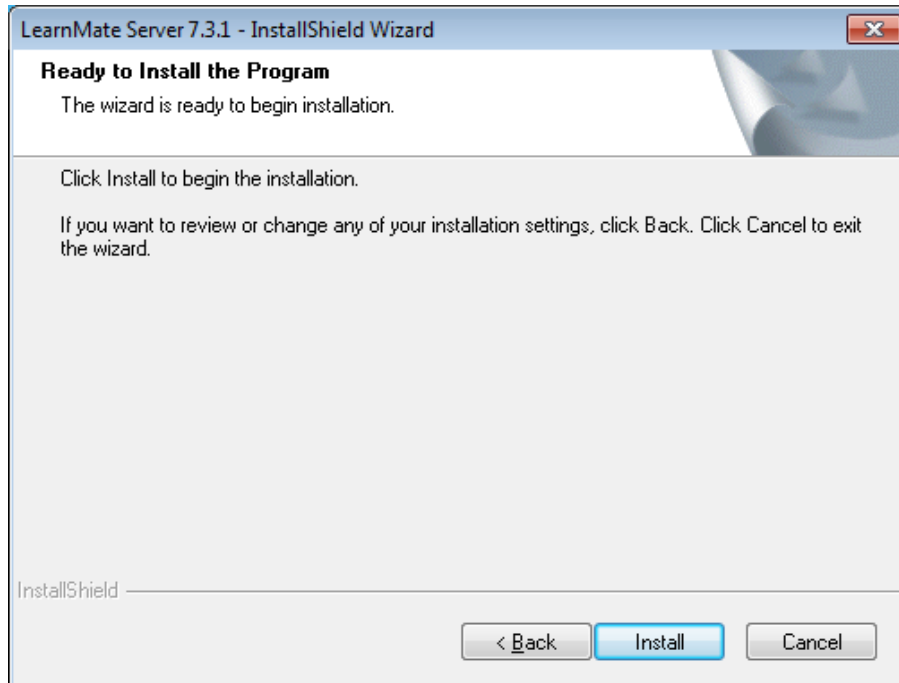 LearnMate Server 7.3.1 - InstallShield Wizard
Ready to Install the Program
The wizard is ready to begin installation.
Click Install to begin the installation.
If you want to review or change any of your installation settings, click Back. Click Cancel to exit
the wizard.
InstallShield
< Back Install Cancel